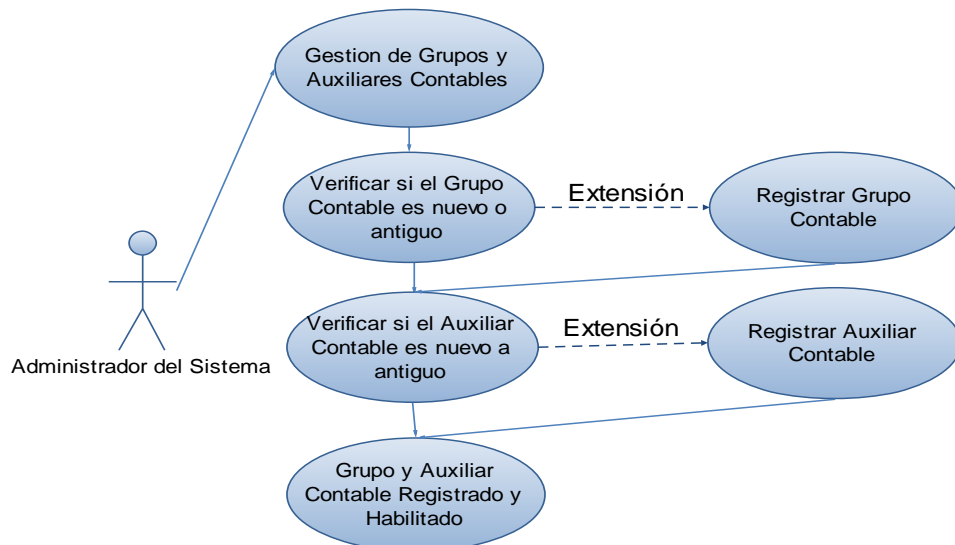 Gestion de Grupos y
Auxiliares Contables
Verificar si el Grupo
Contable es nuevo o
antiguo
Extensión
Registrar Grupo
Contable
Administrador del Sistema
Verificar si el Auxiliar
Contable es nuevo a
antiguo
Extensión
Registrar Auxiliar
Contable
Grupo y Auxiliar
Contable Registrado y
Habilitado